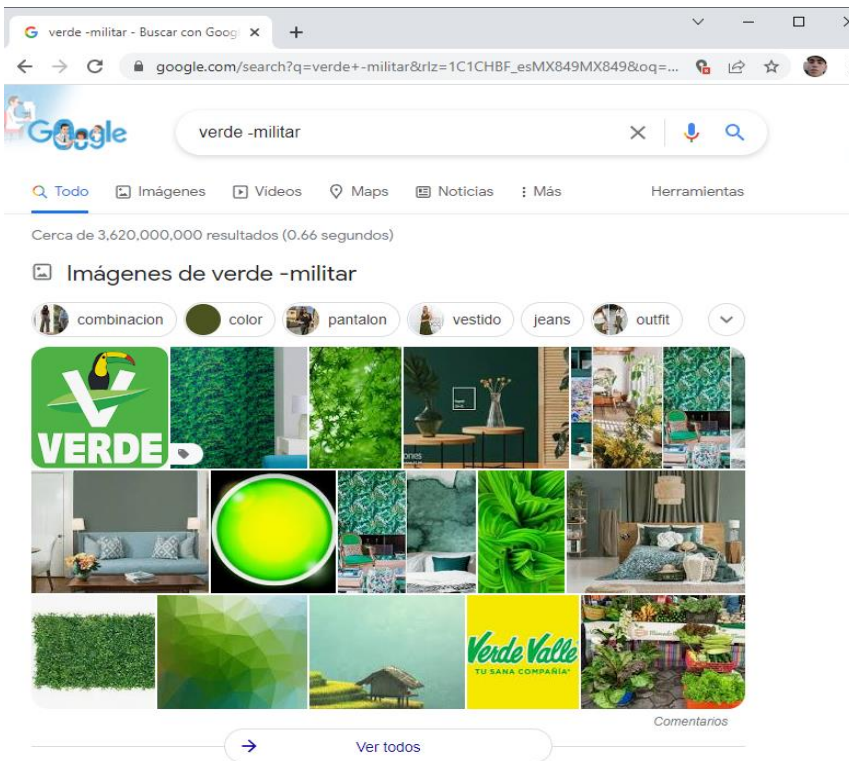 verde -militar - Buscar con Goog
google.com/search?q=verde+-militar&rlz=1C1CHBF_esMX849MX849&oq=...
Google
verde -militar
Todo
Imágenes
Videos
Maps
Noticias
Más
Herramientas
Cerca de 3,620,000,000 resultados (0.66 segundos)
Imágenes de verde -militar
combinacion
color
pantalon
vestido
jeans
outfit
VERDE
ones
Verde Valle
TU SANA COMPAÑÍA
Comentarios
Ver todos